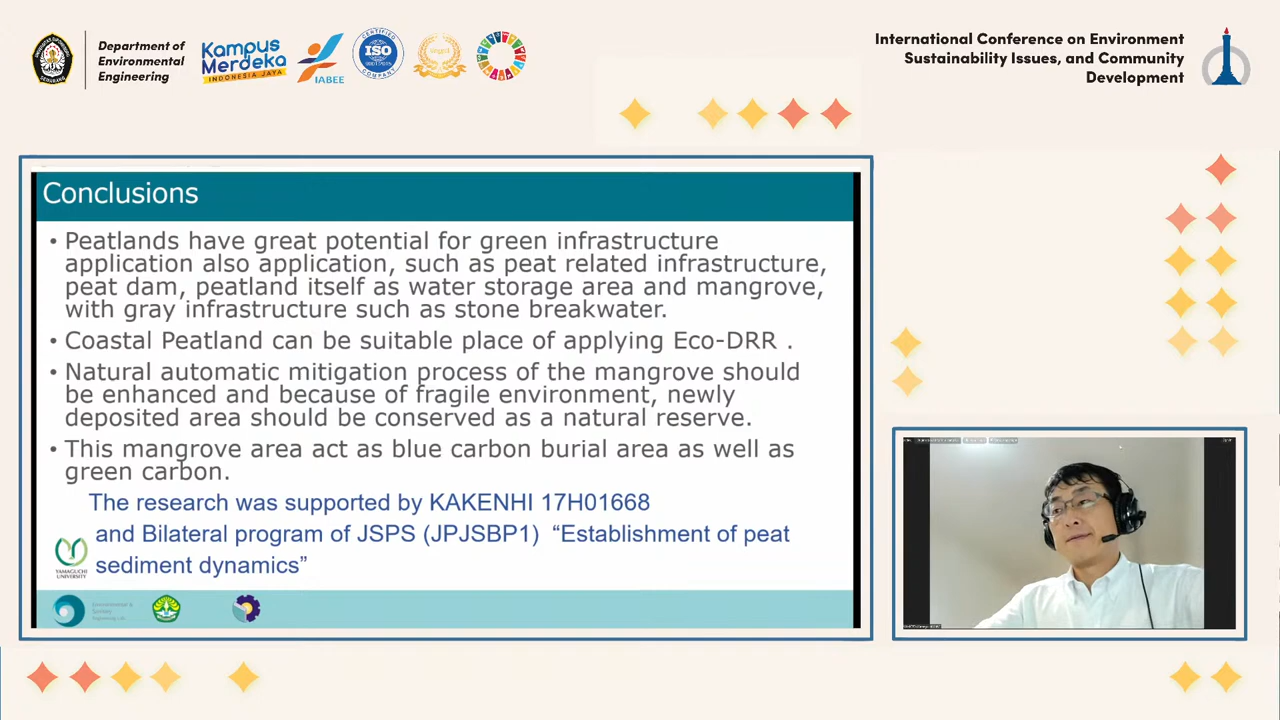 Department of
Environmental
Engineering
Kampus
Merdeka
INDONESIA JAYA
IABEE
CERTIFIED
ISO
COMPANY
International Conference on Environment
Sustainability Issues, and Community
Development
Conclusions
• Peatlands have great potential for green infrastructure
application also application, such as peat related infrastructure,
peat dam, peatland itself as water storage area and mangrove,
with gray infrastructure such as stone breakwater.
• Coastal Peatland can be suitable place of applying Eco-DRR .
• Natural automatic mitigation process of the mangrove should
be enhanced and because of fragile environment, newly
deposited area should be conserved as a natural reserve.
• This mangrove area act as blue carbon burial area as well as
green carbon.
The research was supported by KAKENHI 17H01668
and Bilateral program of JSPS (JPJSBP1) “Establishment of peat
sediment dynamics”
YAMAGUCHI
UNIVERSITY